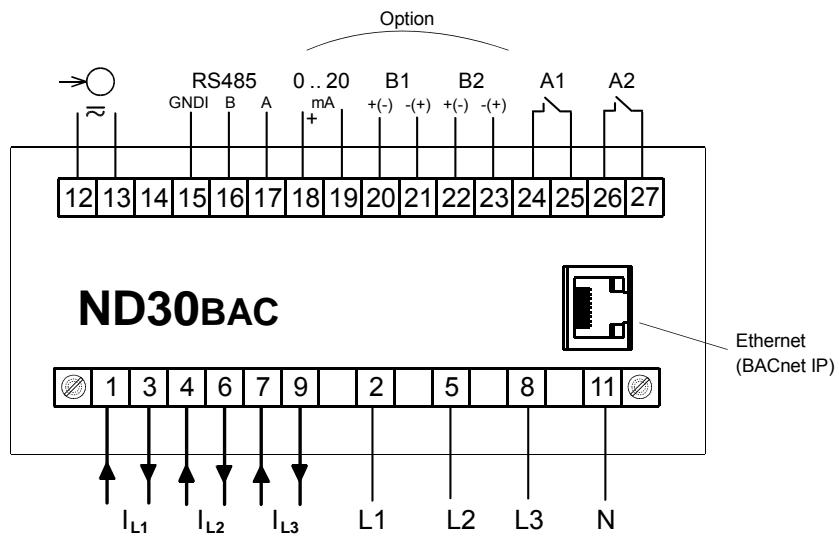 Option
RS485 0 .. 20 B1 B2 A1 A2
GNDI B A mA +(-) -(+) +(-) -(+)
+
12 13 14 15 16 17 18 19 20 21 22 23 24 25 26 27
ND30BAC
Ethernet
(BACnet IP)
1 3 4 6 7 9 2 5 8 11
IL1 IL2 IL3 L1 L2 L3 N